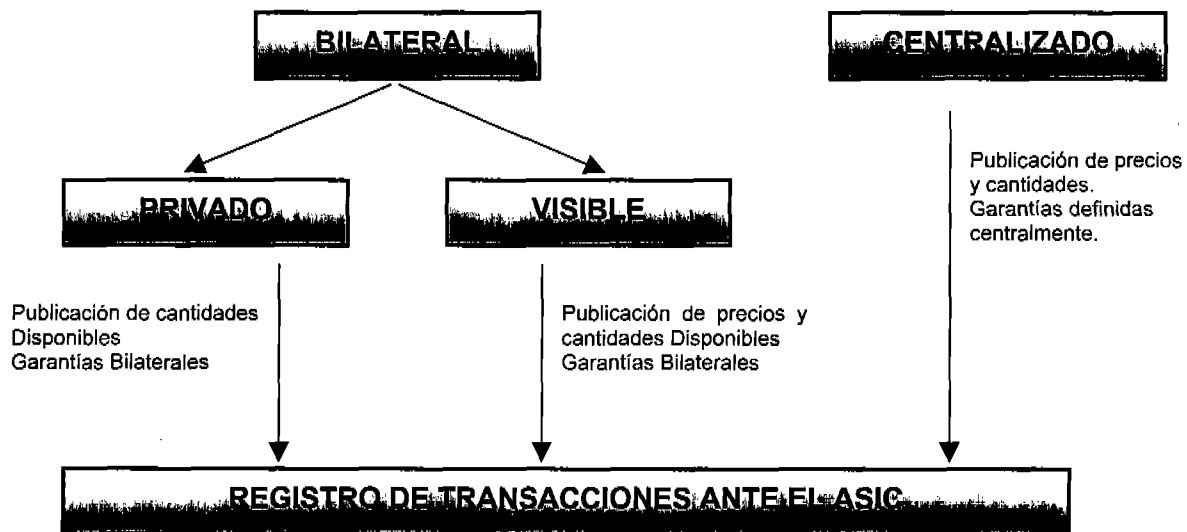 BILATERAL
CENTRALIZADO
Publicación de precios
y cantidades.
Garantías definidas
centralmente.
PRIVADO
VISIBLE
Publicación de cantidades
Disponibles
Garantías Bilaterales
Publicación de precios y
cantidades Disponibles
Garantías Bilaterales
REGISTRO DE TRANSACCIONES ANTE EL ASIC